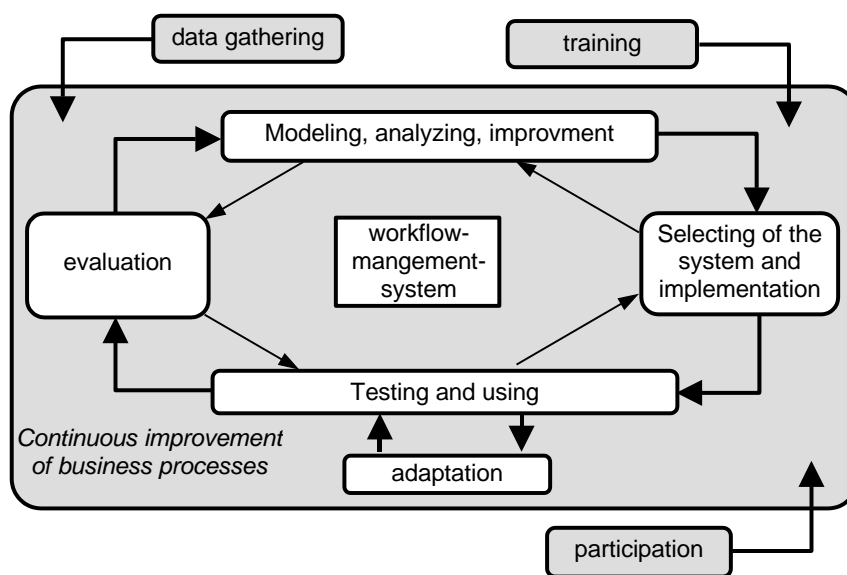 data gathering
training
Modeling, analyzing, improvment
evaluation
workflow-
mangement-
system
Selecting of the
system and
implementation
Testing and using
Continuous improvement
of business processes
adaptation
participation